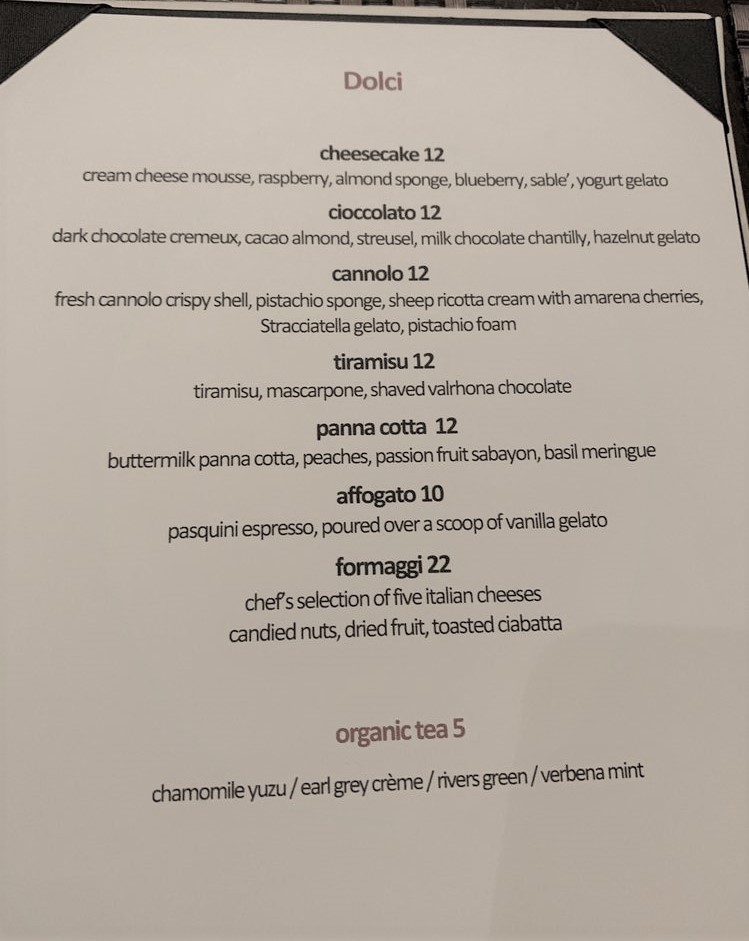 Dolci
cheesecake 12
cream cheese mousse, raspberry, almond sponge, blueberry, sable’, yogurt gelato
cioccolato 12
dark chocolate cremeux, cacao almond, streusel, milk chocolate chantilly, hazelnut gelato
cannolo 12
fresh cannolo crispy shell, pistachio sponge, sheep ricotta cream with amarena cherries,
Stracciatella gelato, pistachio foam
tiramisu 12
tiramisu, mascarpone, shaved valrhona chocolate
panna cotta 12
buttermilk panna cotta, peaches, passion fruit sabayon, basil meringue
affogato 10
pasquini espresso, poured over a scoop of vanilla gelato
formaggi 22
chef's selection of five italian cheeses
candied nuts, dried fruit, toasted ciabatta
organic tea 5
chamomile yuzu / earl grey crème / rivers green / verbena mint